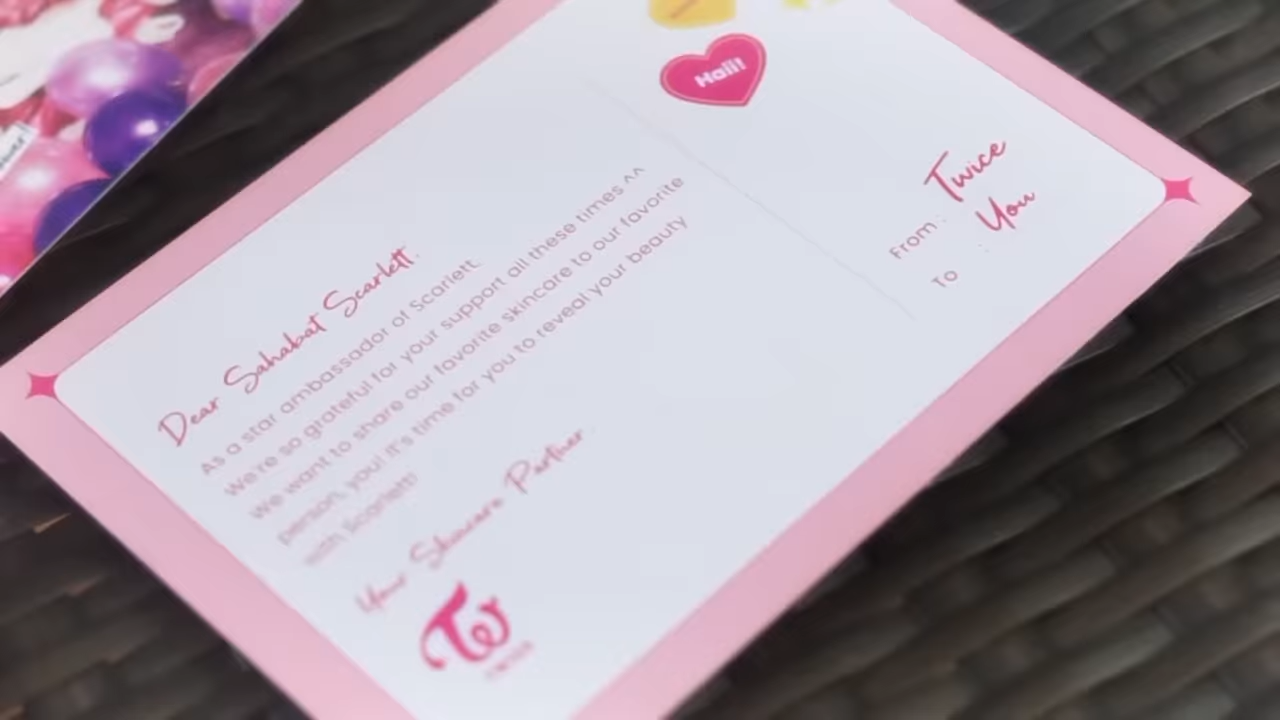 Haii!
Dear Sahabat Scarlett.
As a star ambassador of Scarlett.
We're so grateful for your support all these times ^^
We want to share our favorite skincare to our favorite
person, you! It's time for you to reveal your beauty
with Scarlett!
Your Skincare Partner
TWICE
From : Twice
To : You